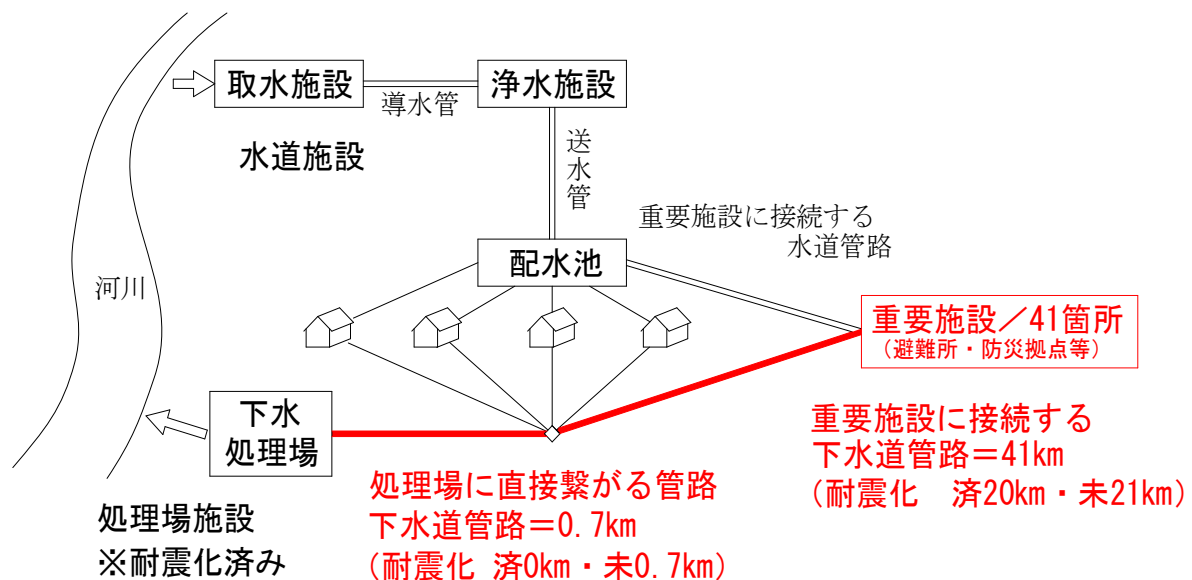 取水施設
導水管
浄水施設
水道施設
送水管
重要施設に接続する
水道管路
河川
配水池
重要施設／41箇所
（避難所・防災拠点等）
下水
処理場
重要施設に接続する
下水道管路＝41km
（耐震化　済20km・未21km）
処理場に直接繋がる管路
下水道管路＝0.7km
（耐震化 済0km・未0.7km）
処理場施設
※耐震化済み